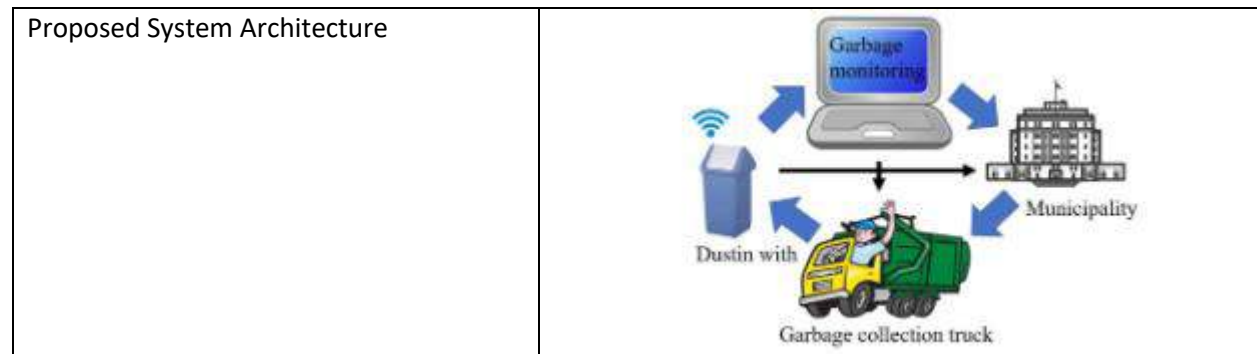 Proposed System Architecture
Garbage
monitoring
Municipality
Dustin with
Garbage collection truck